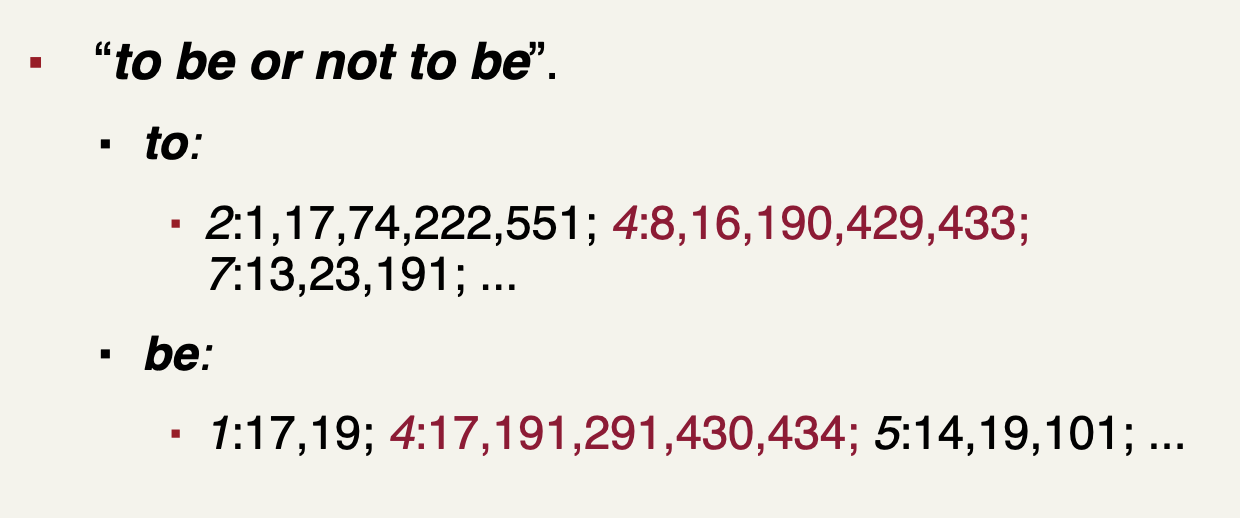 “to be or not to be”.
to:
2:1,17,74,222,551; 4:8,16,190,429,433;
7:13,23,191; ...
be:
1:17,19; 4:17,191,291,430,434; 5:14,19,101; ...